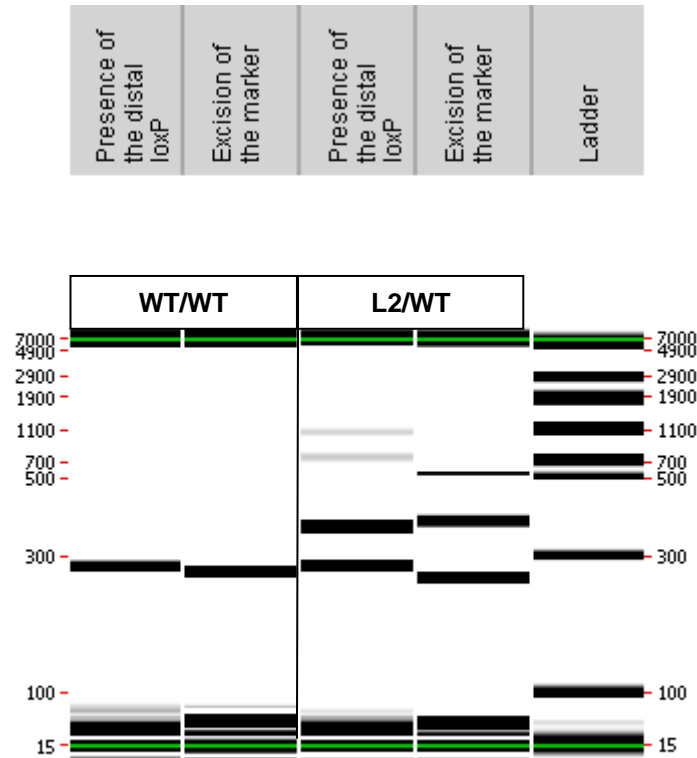 Presence of
the distal
loxP
Excision of
the marker
Presence of
the distal
loxP
Excision of
the marker
Ladder
WT/WT
L2/WT
7000
4900
2900
1900
1100
700
500
300
100
15
7000
4900
2900
1900
1100
700
500
300
100
15